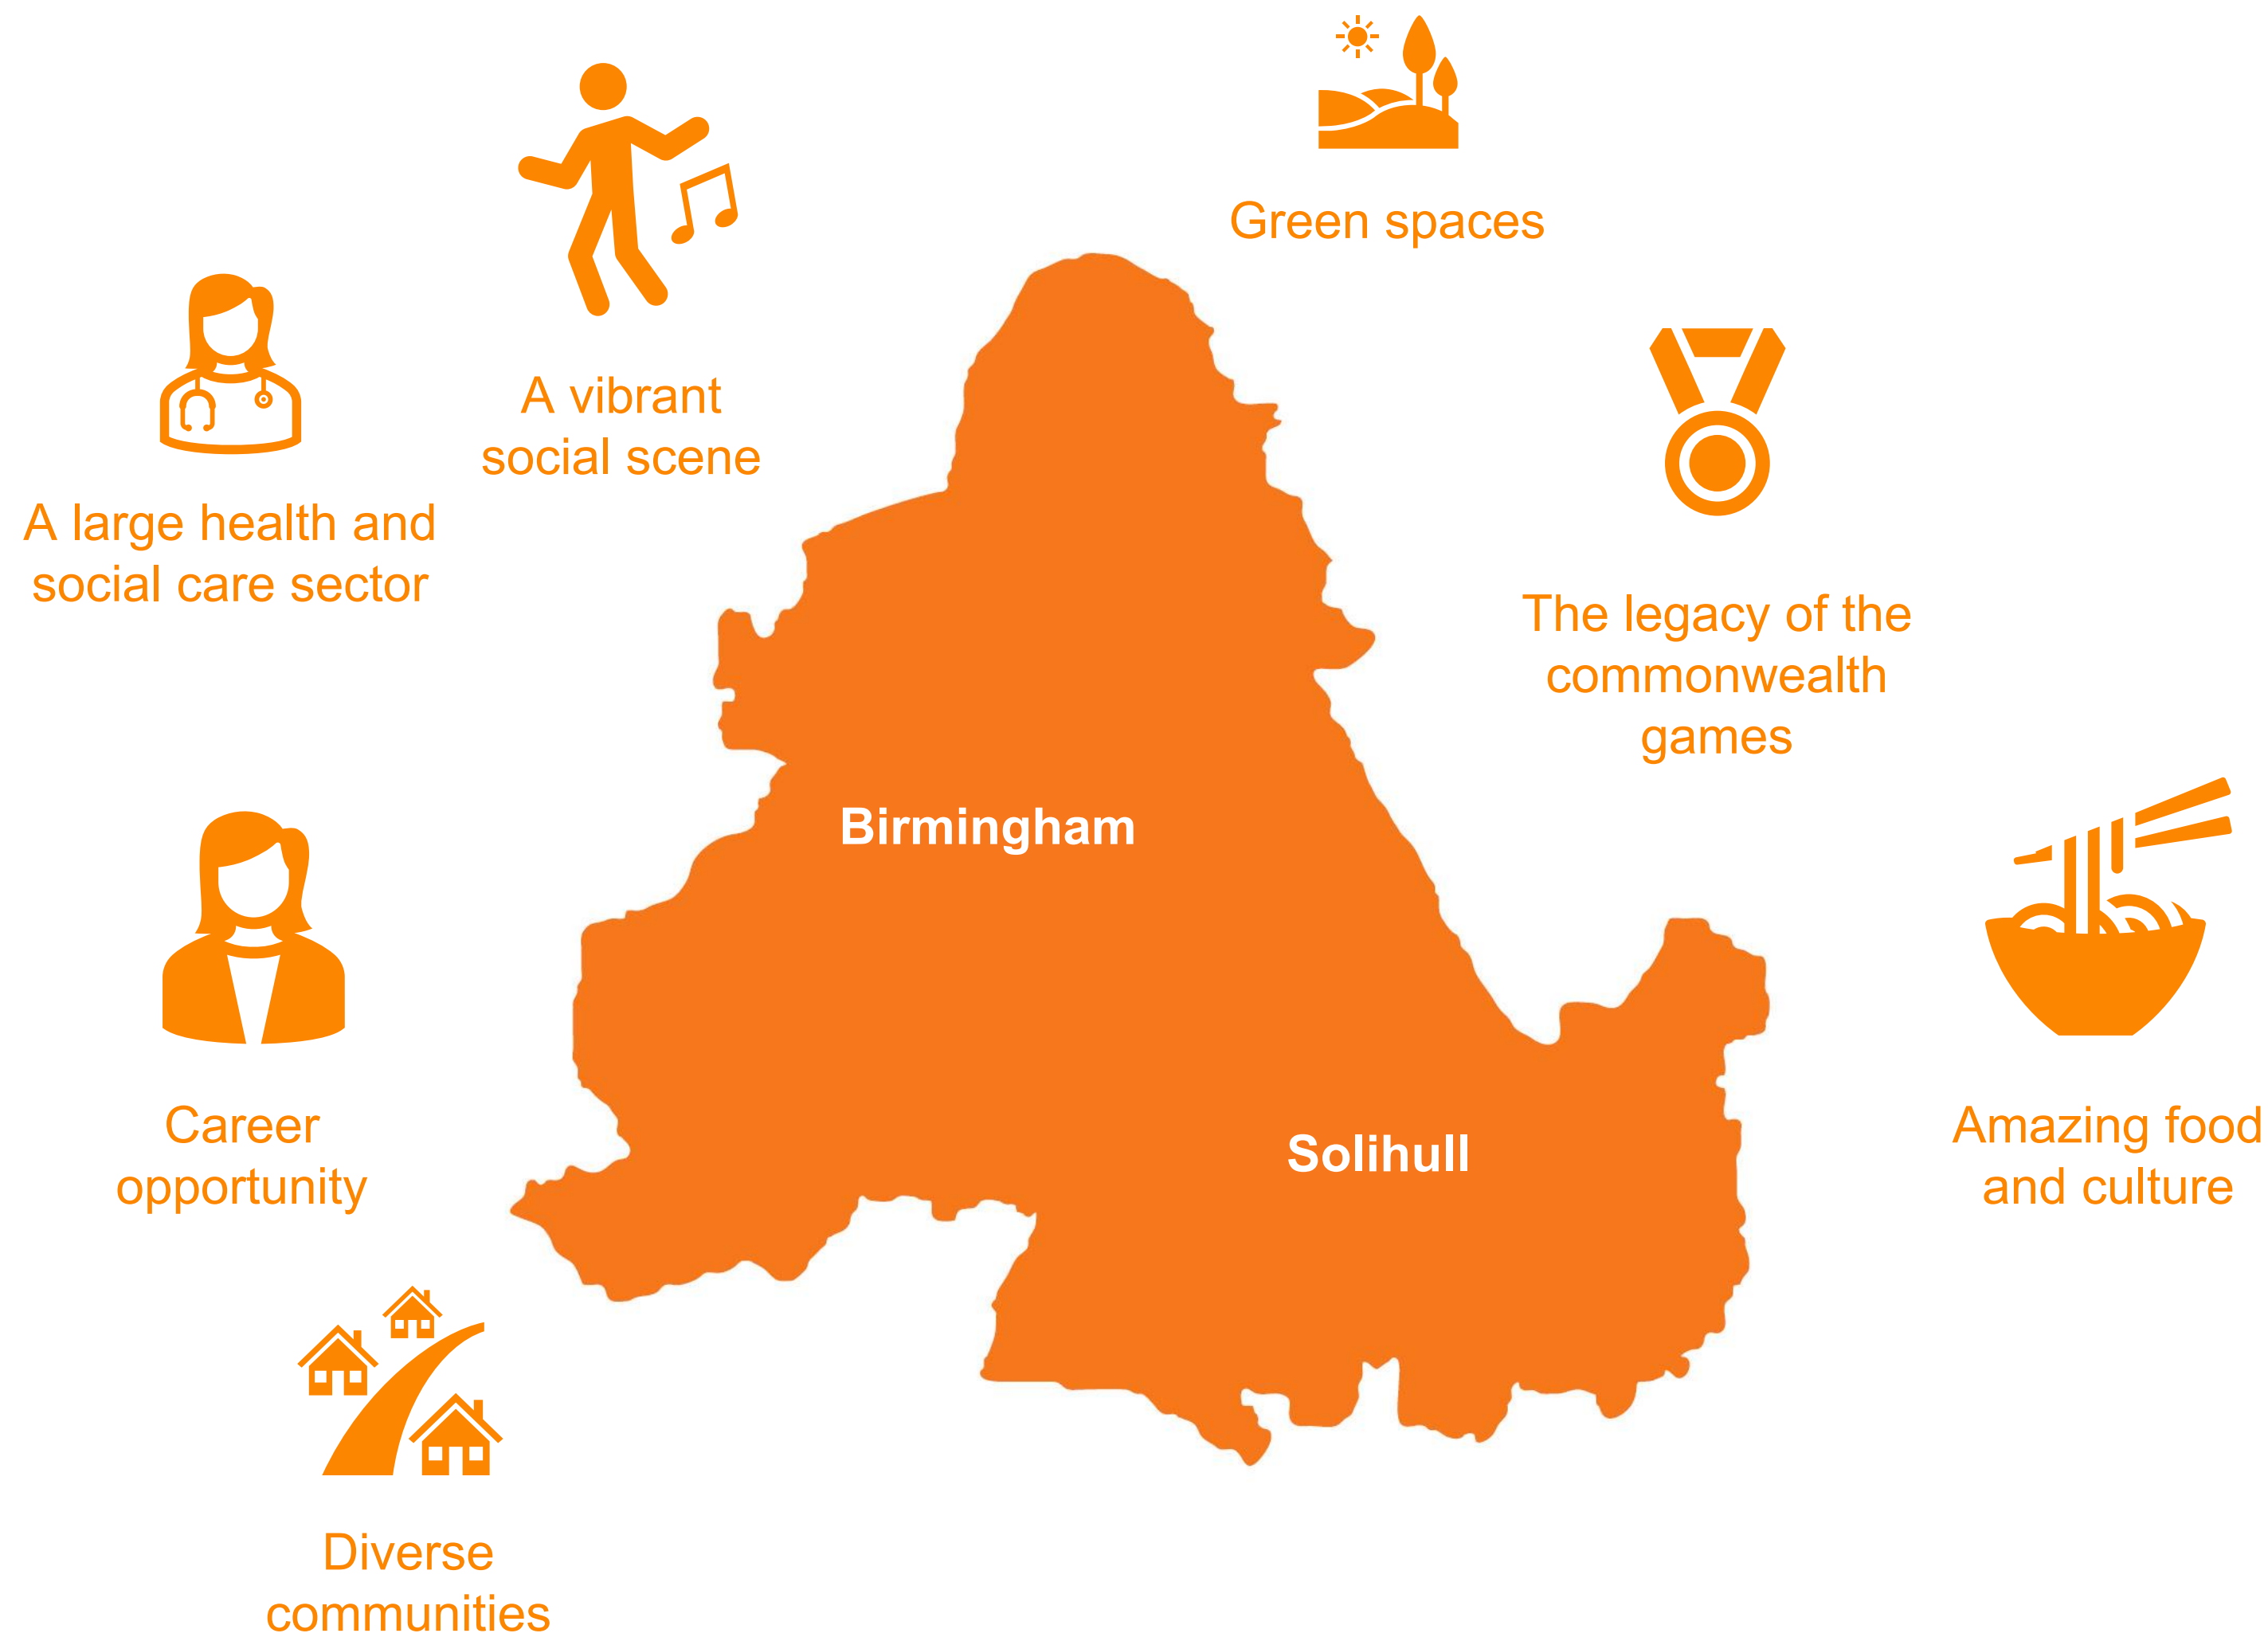 Green spaces
A vibrant
social scene
A large health and
social care sector
The legacy of the
commonwealth
games
Birmingham
Career
opportunity
Solihull
Amazing food
and culture
Diverse
communities